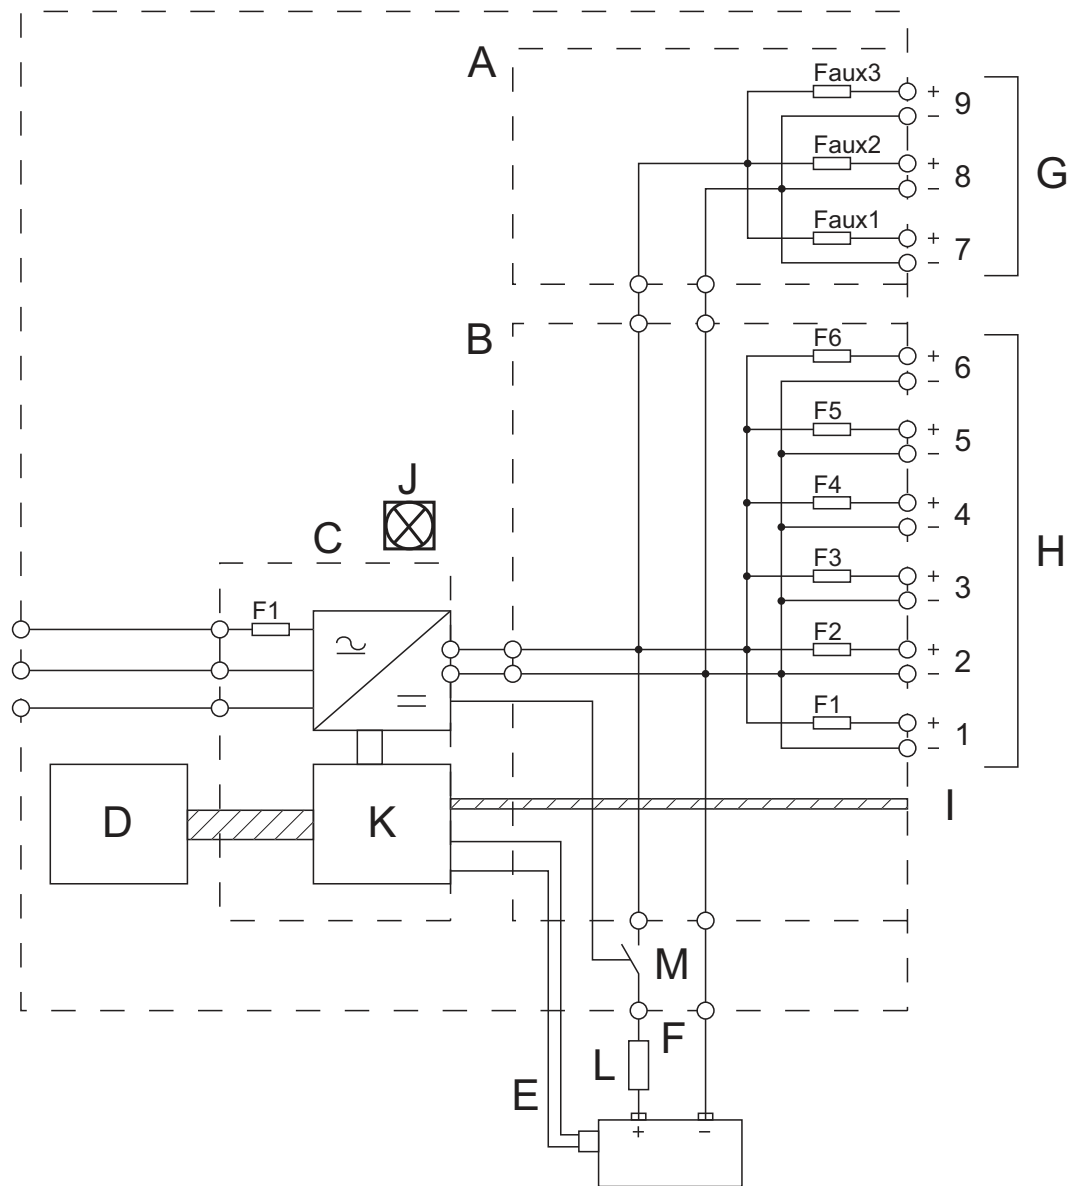 A
Faux3
+ 9
−
Faux2
+ 8
−
G
Faux1
+ 7
−
B
F6
+ 6
−
F5
+ 5
−
F4
+ 4
−
H
F3
+ 3
−
F2
+ 2
−
F1
+ 1
−
J
C
F1
D
K
I
M
F
L
E
+ −